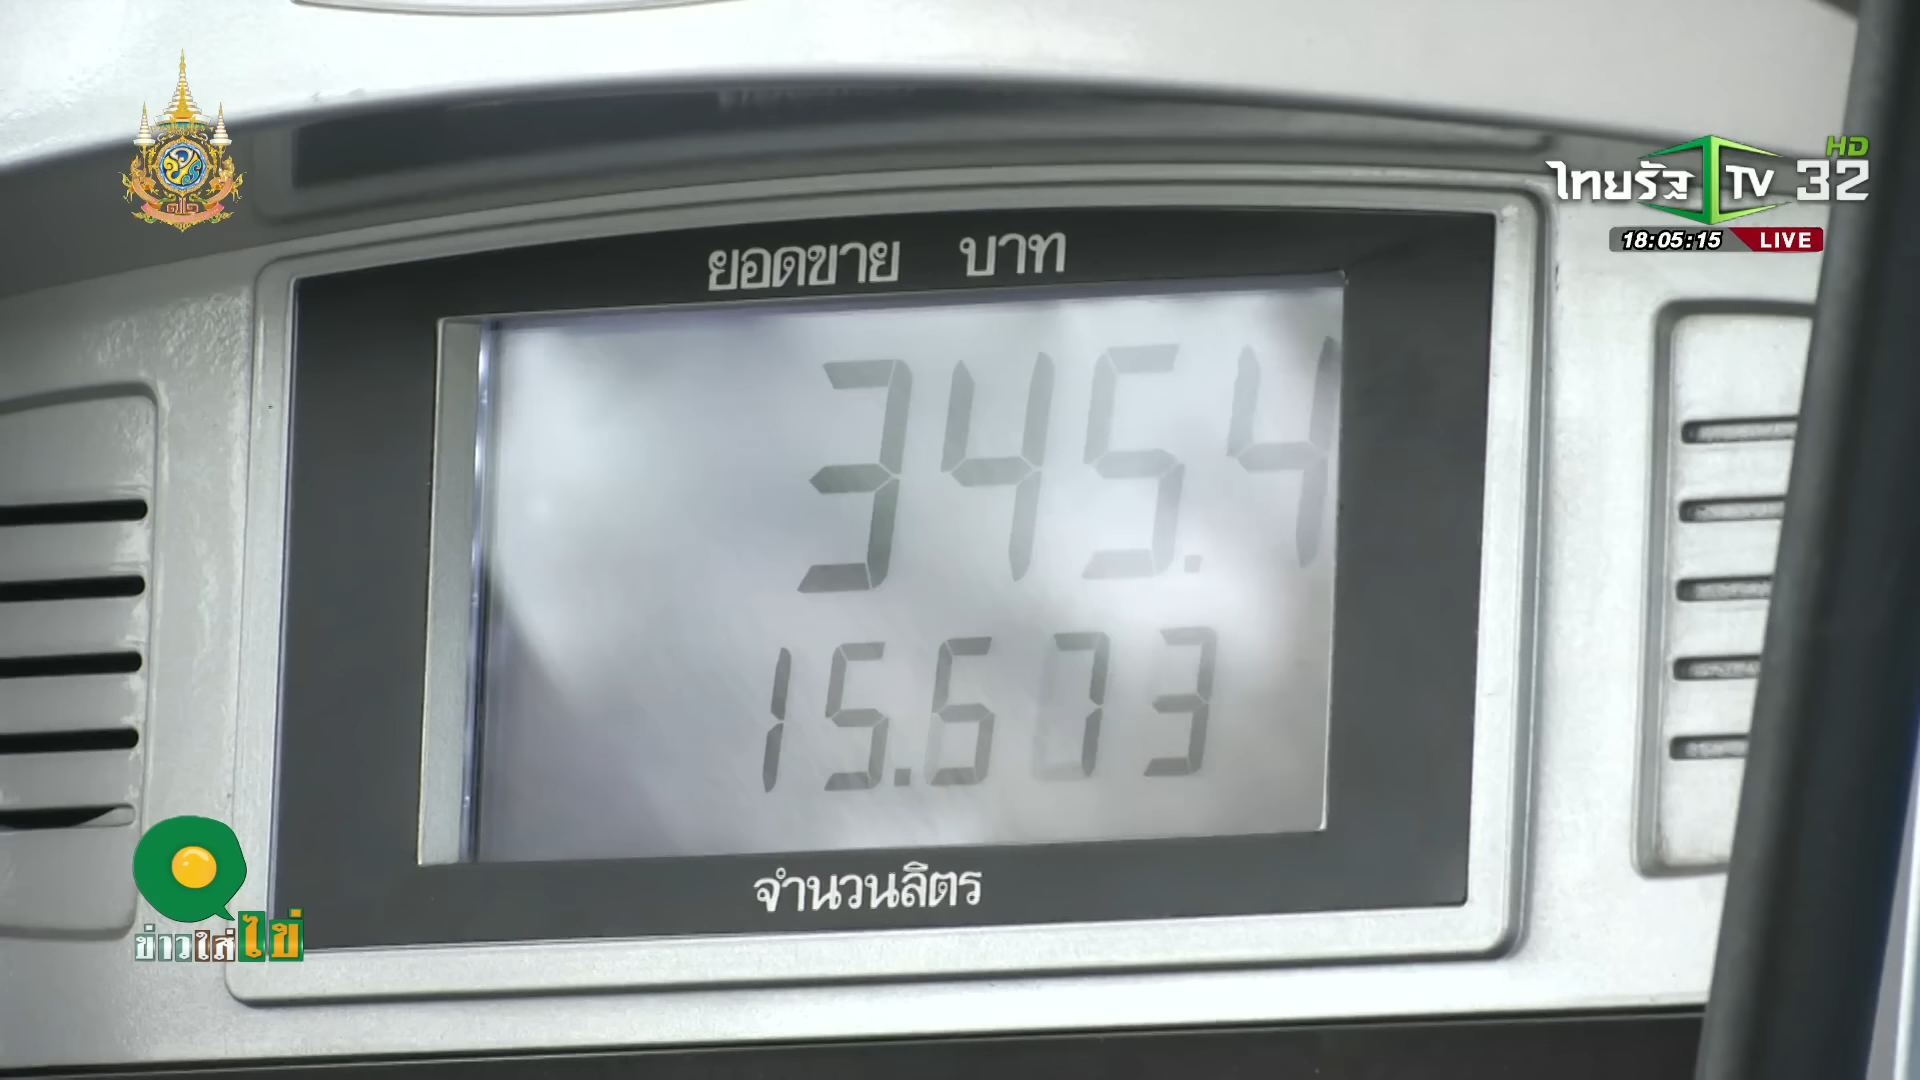 ไทยรัฐ TV 32 HD
18:05:15 LIVE
ยอดขาย บาท
345.4
15.673
จำนวนลิตร
ข่าวใส่ไข่